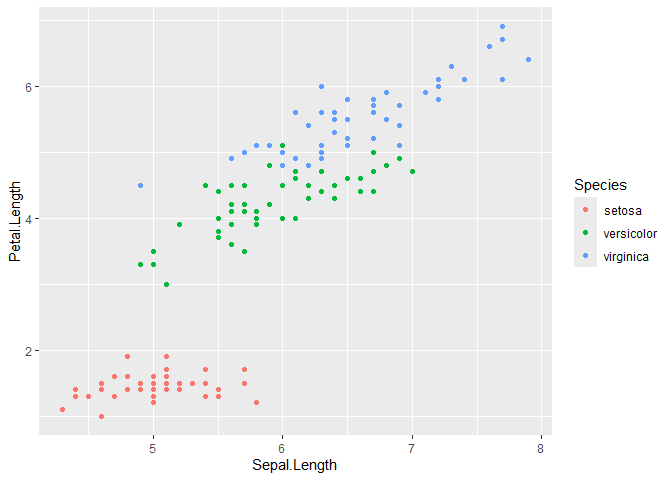 6
4
2
Petal.Length
5
6
7
8
Sepal.Length
Species
setosa
versicolor
virginica